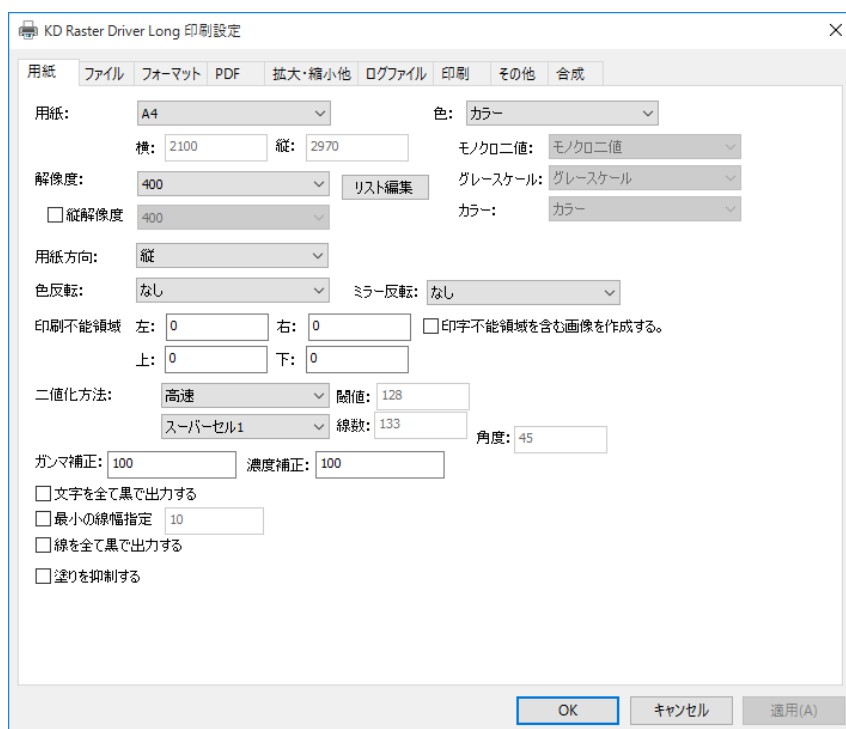 KD Raster Driver Long 印刷設定
用紙 ファイル フォーマット PDF 拡大・縮小他 ログファイル 印刷 その他 合成
用紙: A4 色: カラー
横: 2100 縦: 2970 モノクロ二値: モノクロ二値
解像度: 400 リスト編集 グレースケール: グレースケール
縦解像度 400 カラー: カラー
用紙方向: 縦
色反転: なし ミラー反転: なし
印刷不能領域 左: 0 右: 0 印字不能領域を含む画像を作成する。
上: 0 下: 0
二値化方法: 高速 閾値: 128
スーパーセル1 線数: 133 角度: 45
ガンマ補正: 100 濃度補正: 100
文字を全て黒で出力する
最小の線幅指定 10
線を全て黒で出力する
塗りを抑制する
OK キャンセル 適用(A)